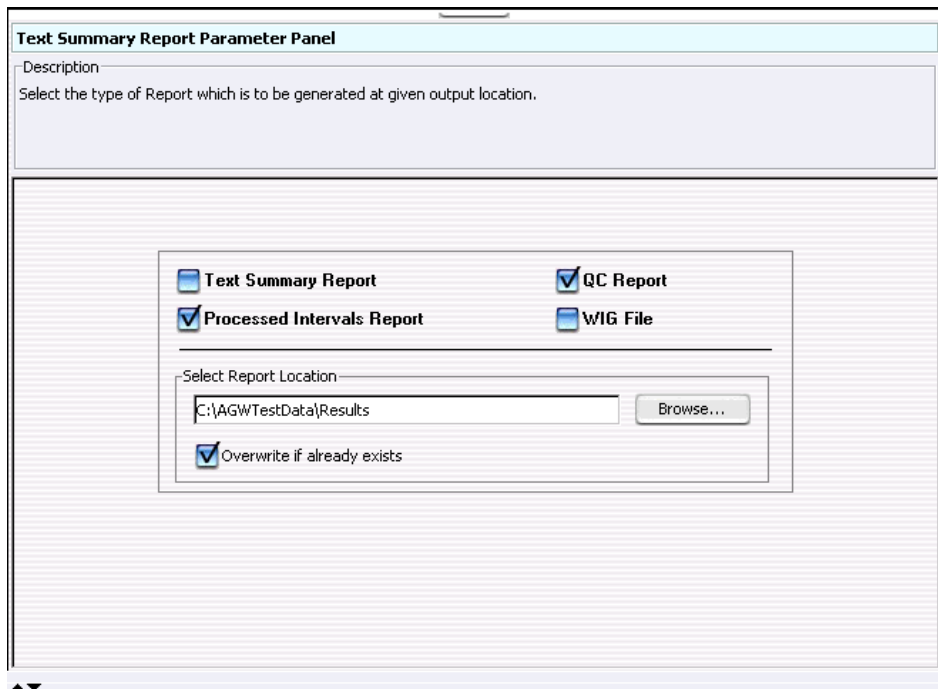 Text Summary Report Parameter Panel
Description
Select the type of Report which is to be generated at given output location.
Text Summary Report
QC Report
Processed Intervals Report
WIG File
Select Report Location
C:\AGWTestData\Results
Browse...
Overwrite if already exists